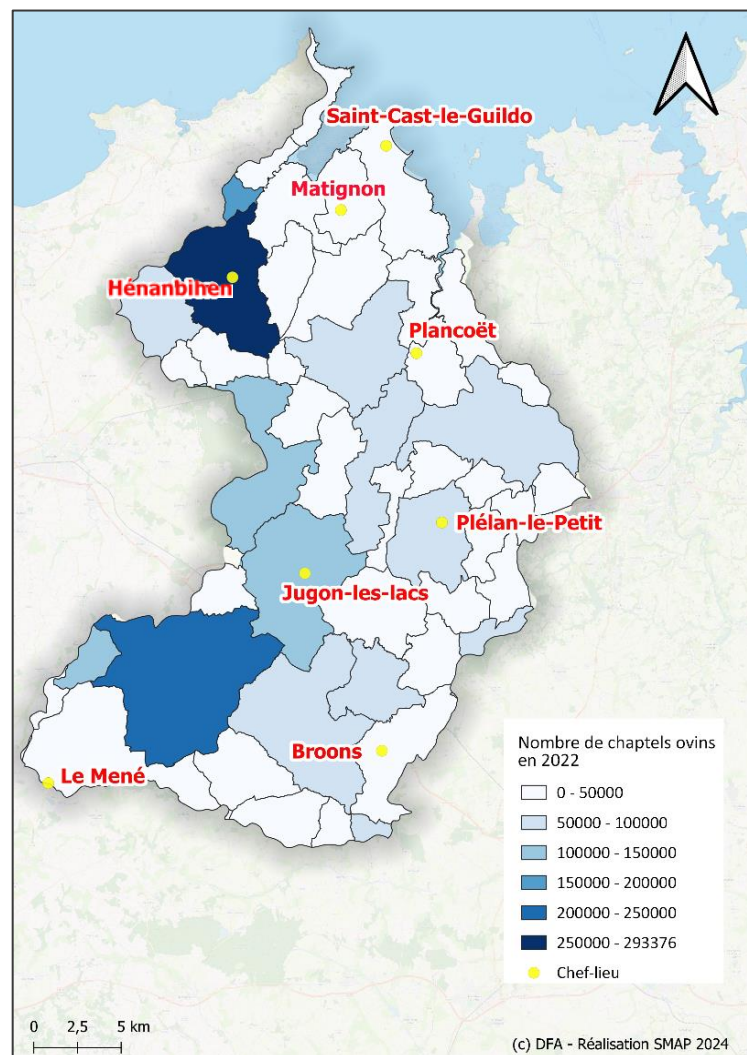 Saint-Cast-le-Guildo
Matignon
Hénanbihen
Plancoët
Plélan-le-Petit
Jugon-les-lacs
Broons
Le Mené
Nombre de chaptels ovins
en 2022
0 - 50000
50000 - 100000
100000 - 150000
150000 - 200000
200000 - 250000
250000 - 293376
Chef-lieu
0 2,5 5 km
(c) DFA - Réalisation SMAP 2024